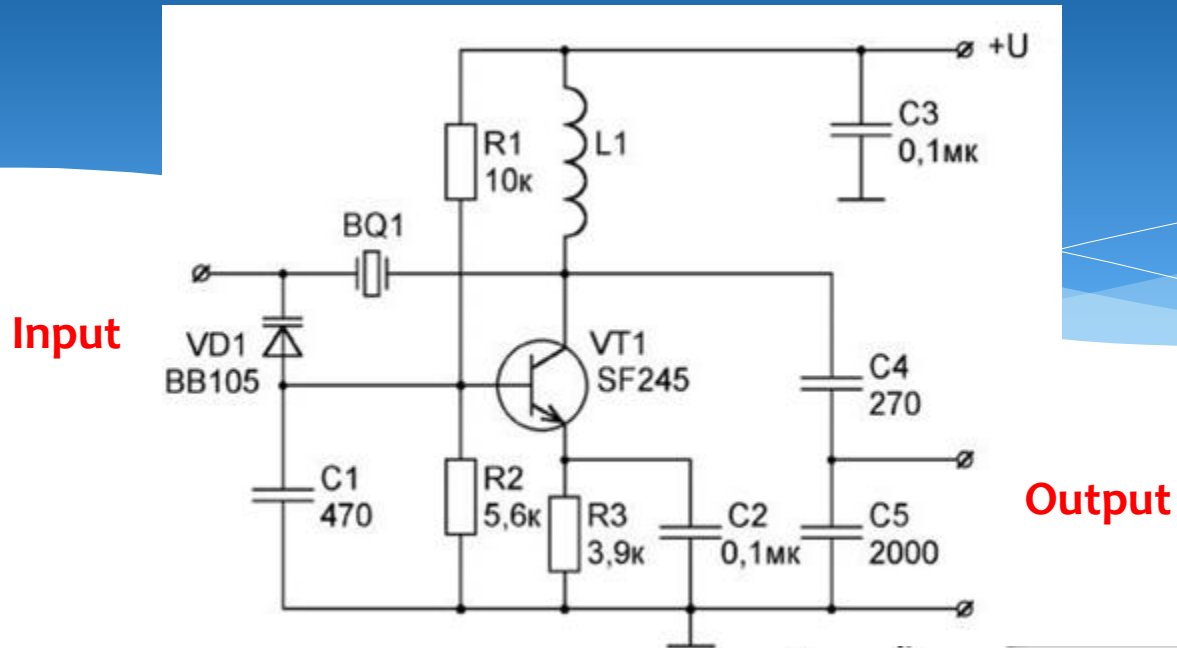 +U
C3
0,1мк
R1
10к
L1
BQ1
Input
VD1
BB105
VT1
SF245
C4
270
C1
470
R2
5,6к
R3
3,9к
C2
0,1мк
C5
2000
Output